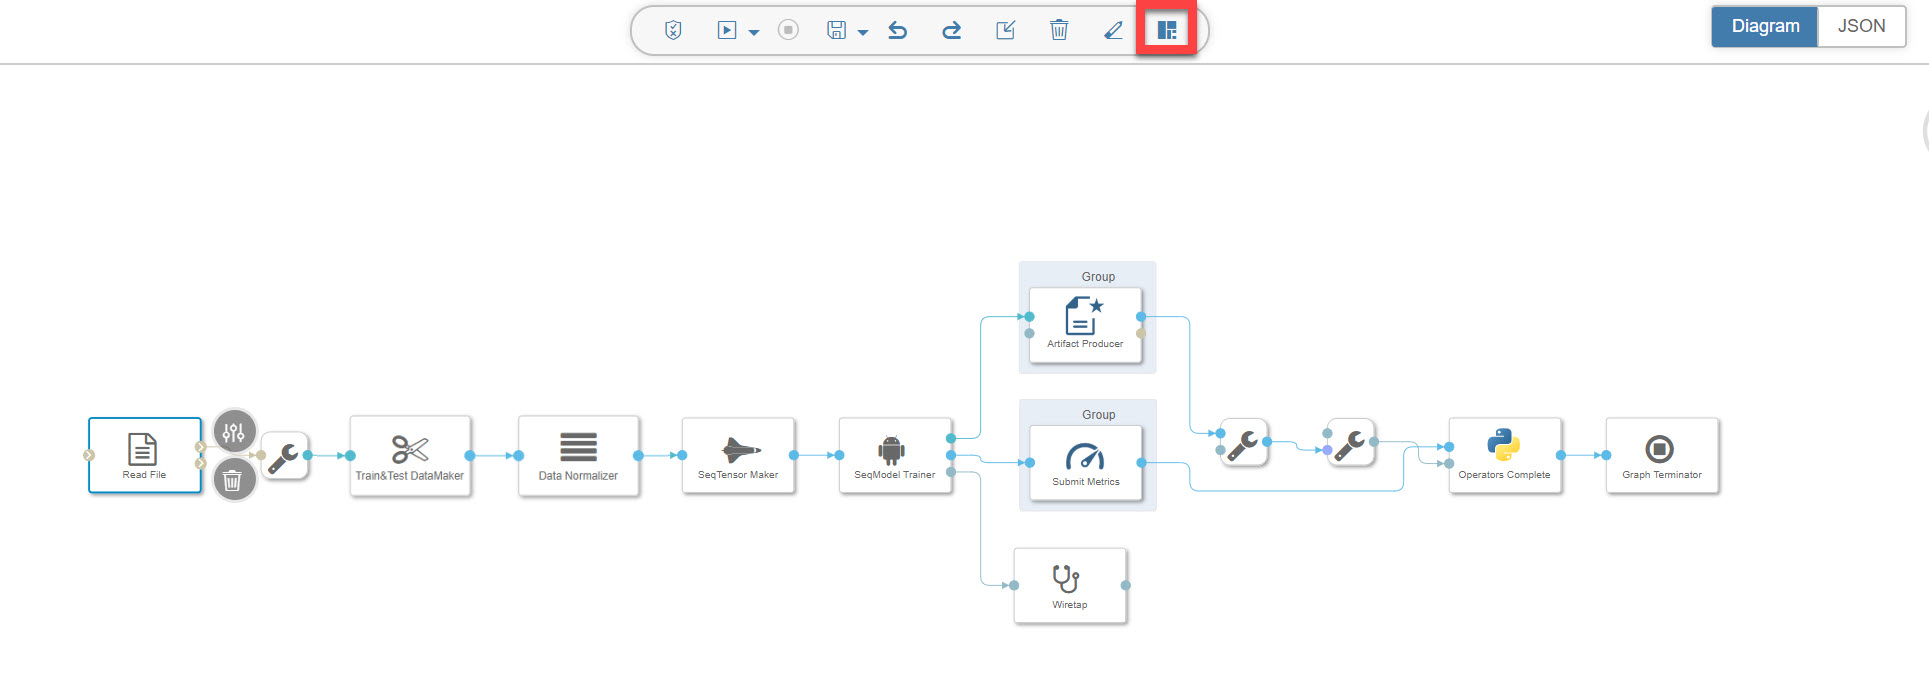 Diagram
JSON
Group
Artifact Producer
Group
Submit Metrics
Read File
Train&Test DataMaker
Data Normalizer
SeqTensor Maker
SeqModel Trainer
Operators Complete
Graph Terminator
Wiretap